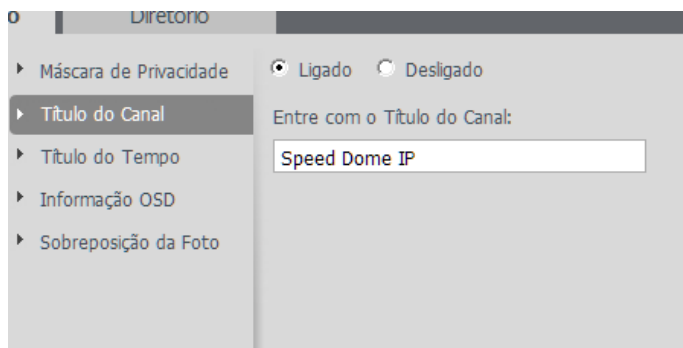 o
Diretório
Máscara de Privacidade
Título do Canal
Título do Tempo
Informação OSD
Sobreposição da Foto
Ligado Desligado
Entre com o Título do Canal:
Speed Dome IP